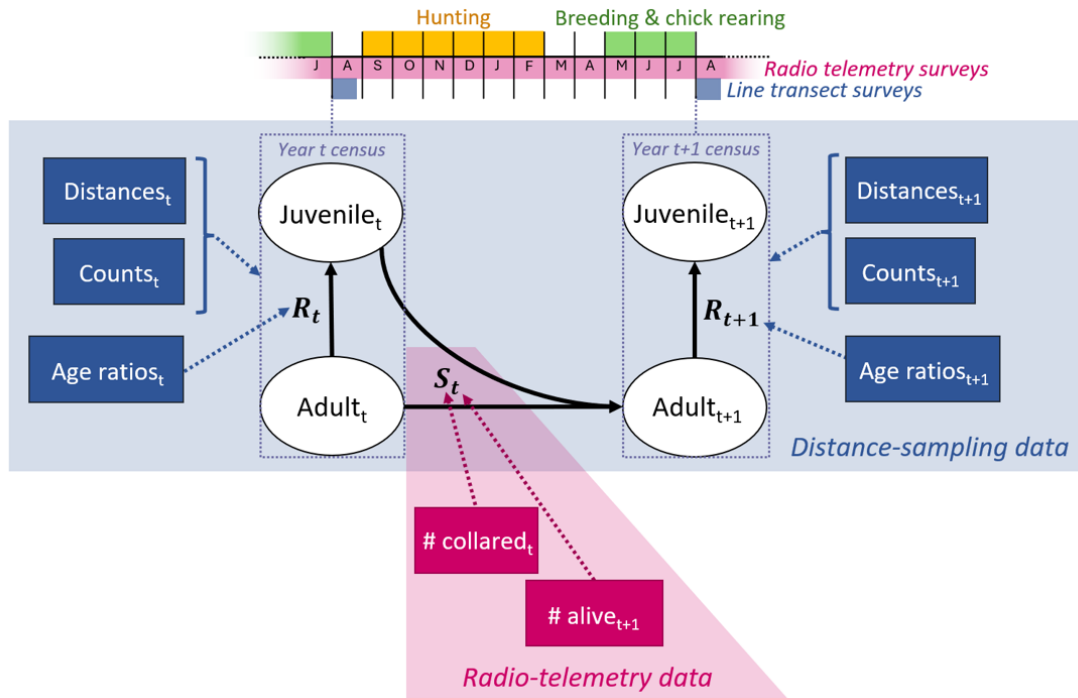 Hunting
Breeding & chick rearing
J A S O N D J F M A M J J A
Radio telemetry surveys
Line transect surveys
Year t census
Year t+1 census
Distancesₜ
Juvenileₜ
Juvenileₜ₊₁
Distancesₜ₊₁
Countsₜ
Countsₜ₊₁
Rₜ
Rₜ₊₁
Age ratiosₜ
Age ratiosₜ₊₁
Sₜ
Adultₜ
Adultₜ₊₁
Distance-sampling data
# collaredₜ
# aliveₜ₊₁
Radio-telemetry data